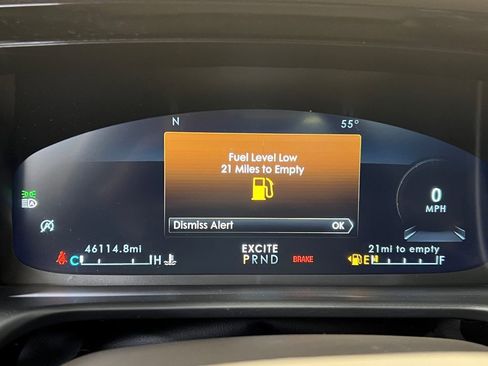 N 55°
Fuel Level Low
21 Miles to Empty
Dismiss Alert OK
0
MPH
46114.8mi EXCITE 21mi to empty
C H PRND BRAKE E F